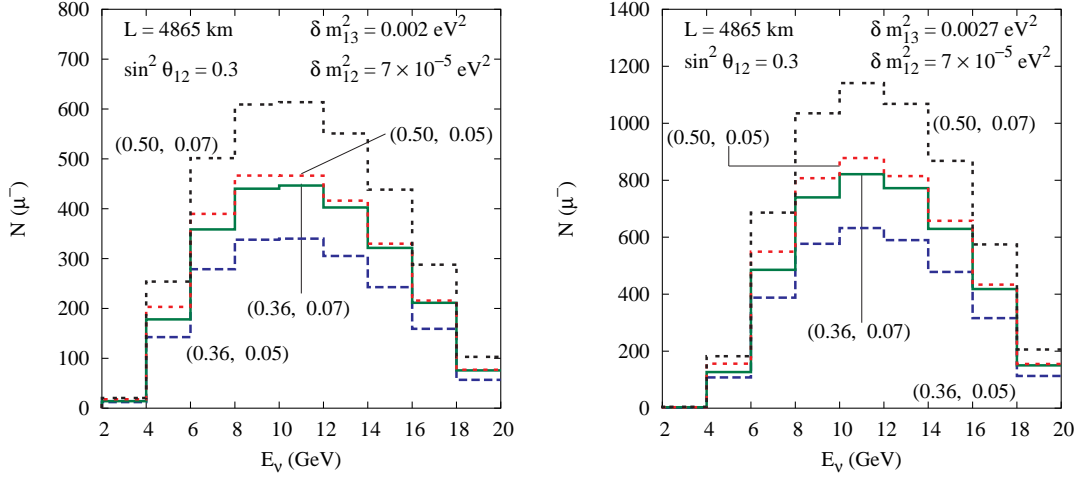 800
700
600
500
400
300
200
100
0
N (μ⁻)
L = 4865 km
δ m²₁₃ = 0.002 eV²
sin² θ₁₂ = 0.3
δ m²₁₂ = 7 × 10⁻⁵ eV²
(0.50, 0.07)
(0.50, 0.05)
(0.36, 0.07)
(0.36, 0.05)
2 4 6 8 10 12 14 16 18 20
E_ν (GeV)
1400
1200
1000
800
600
400
200
0
N (μ⁻)
L = 4865 km
δ m²₁₃ = 0.0027 eV²
sin² θ₁₂ = 0.3
δ m²₁₂ = 7 × 10⁻⁵ eV²
(0.50, 0.05)
(0.50, 0.07)
(0.36, 0.07)
(0.36, 0.05)
2 4 6 8 10 12 14 16 18 20
E_ν (GeV)